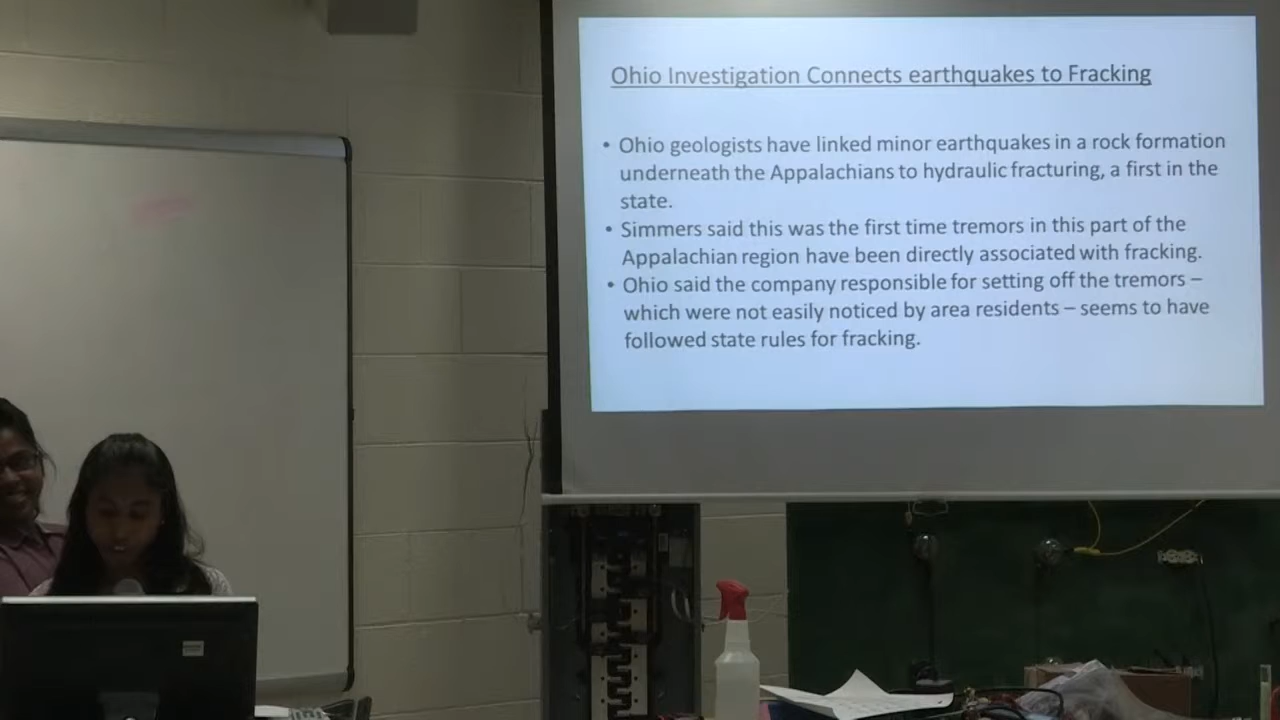 Ohio Investigation Connects earthquakes to Fracking
• Ohio geologists have linked minor earthquakes in a rock formation
underneath the Appalachians to hydraulic fracturing, a first in the
state.
• Simmers said this was the first time tremors in this part of the
Appalachian region have been directly associated with fracking.
• Ohio said the company responsible for setting off the tremors –
which were not easily noticed by area residents – seems to have
followed state rules for fracking.